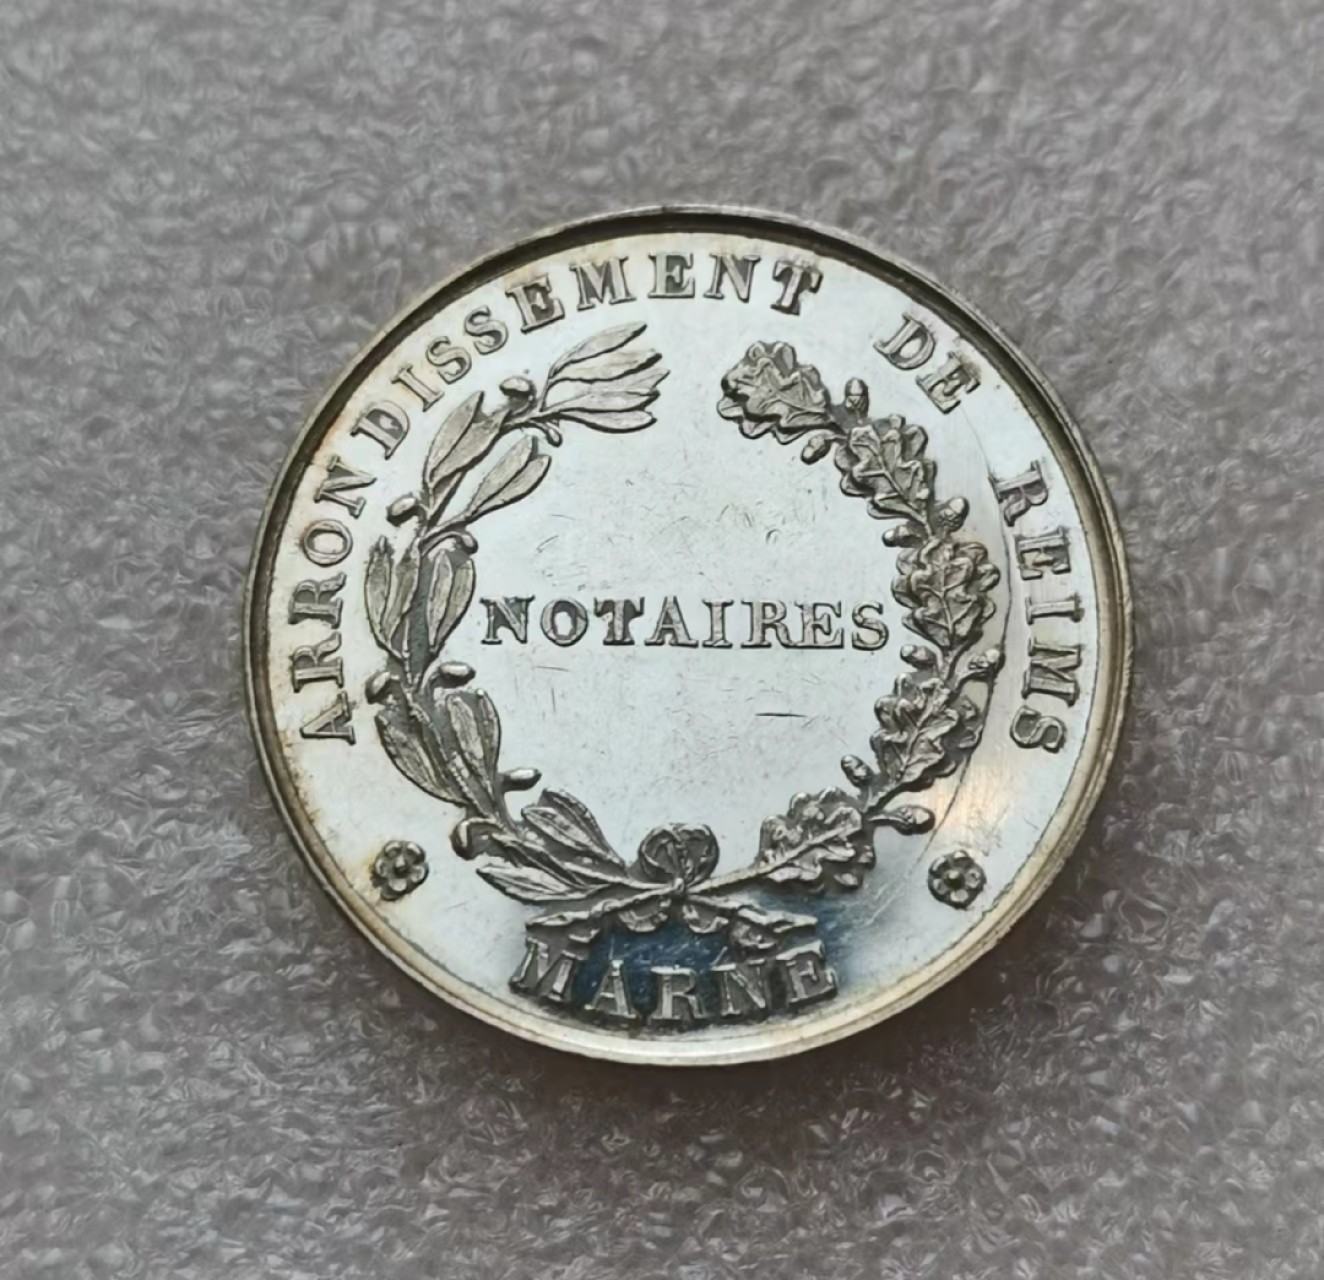 ARRONDISSEMENT DE REIMS
NOTAIRES
MARNE